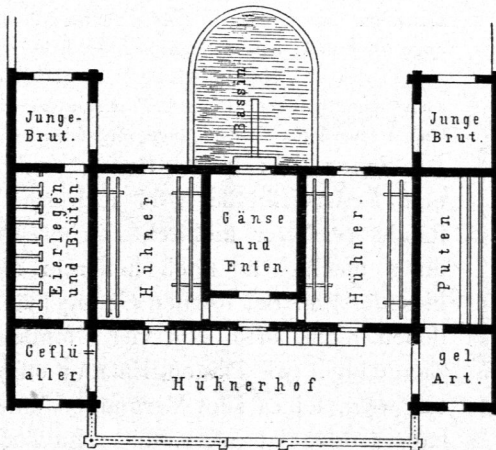 Bassin
Junge-
Brut.
Junge
Brut.
Eierlegen
und Brüten.
Hühner
Gänse
und
Enten
Hühner
Puten
Geflü
aller
Hühnerhof
gel
Art.